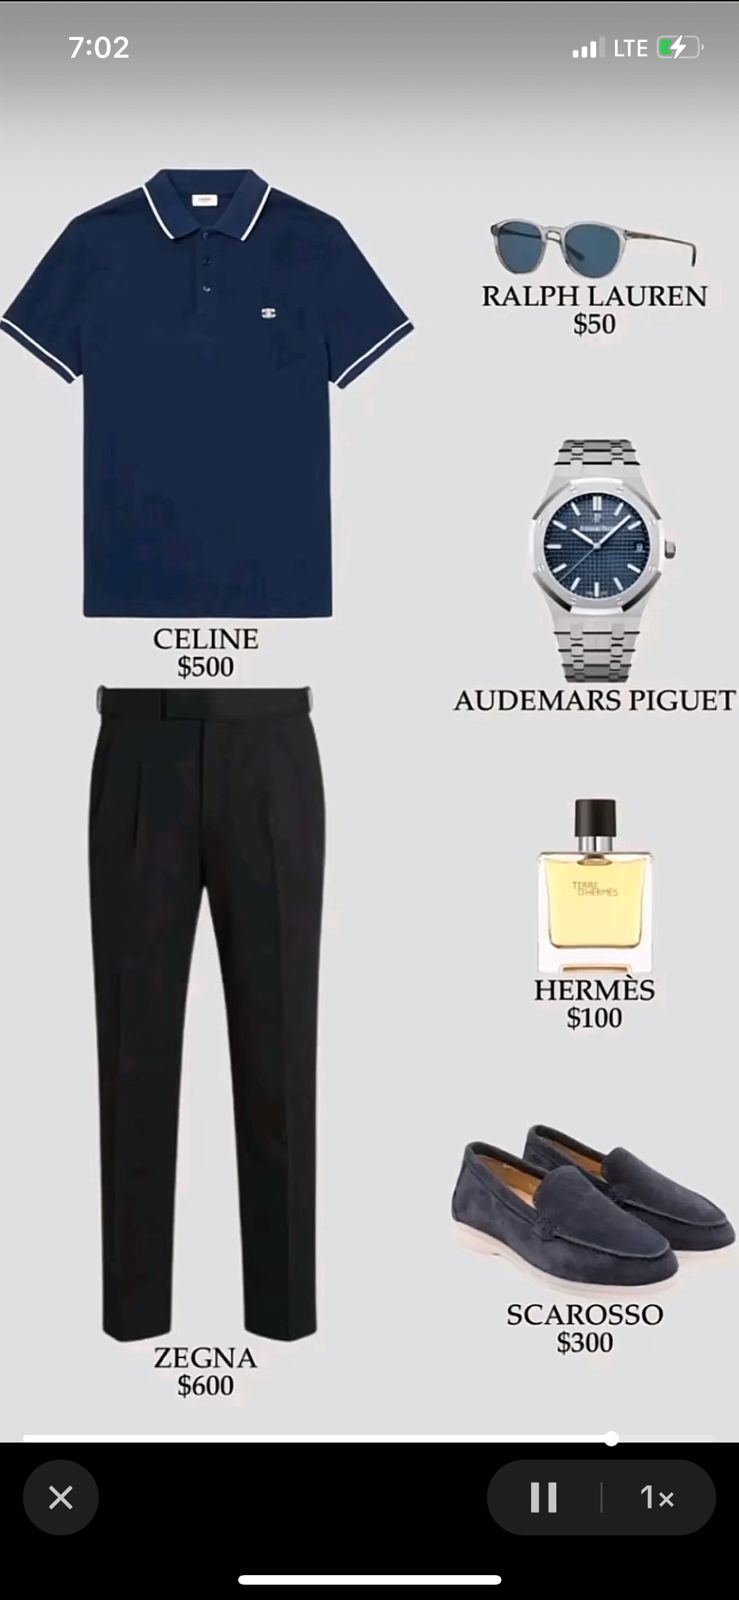 7:02
LTE
RALPH LAUREN
$50
CELINE
$500
AUDEMARS PIGUET
TERRE
D'HERMÈS
HERMÈS
$100
SCAROSSO
$300
ZEGNA
$600
1×